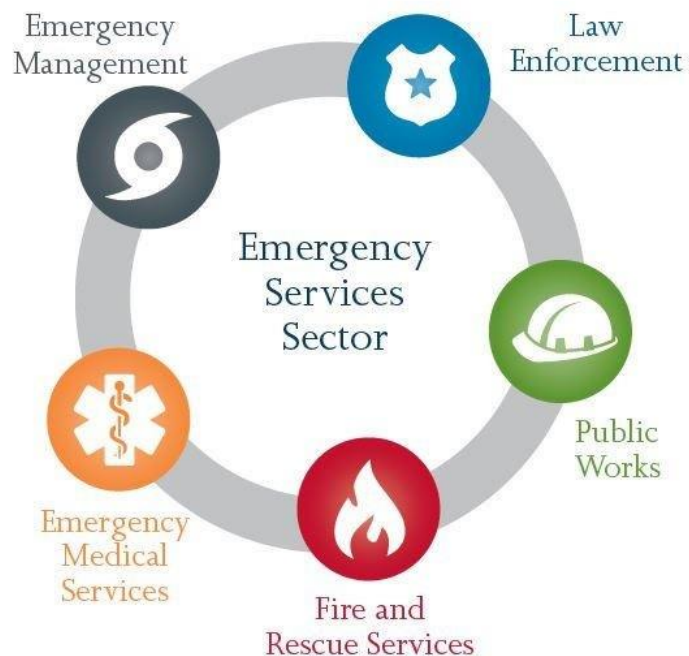 Emergency
Management
Law
Enforcement
Emergency
Services
Sector
Public
Works
Emergency
Medical
Services
Fire and
Rescue Services